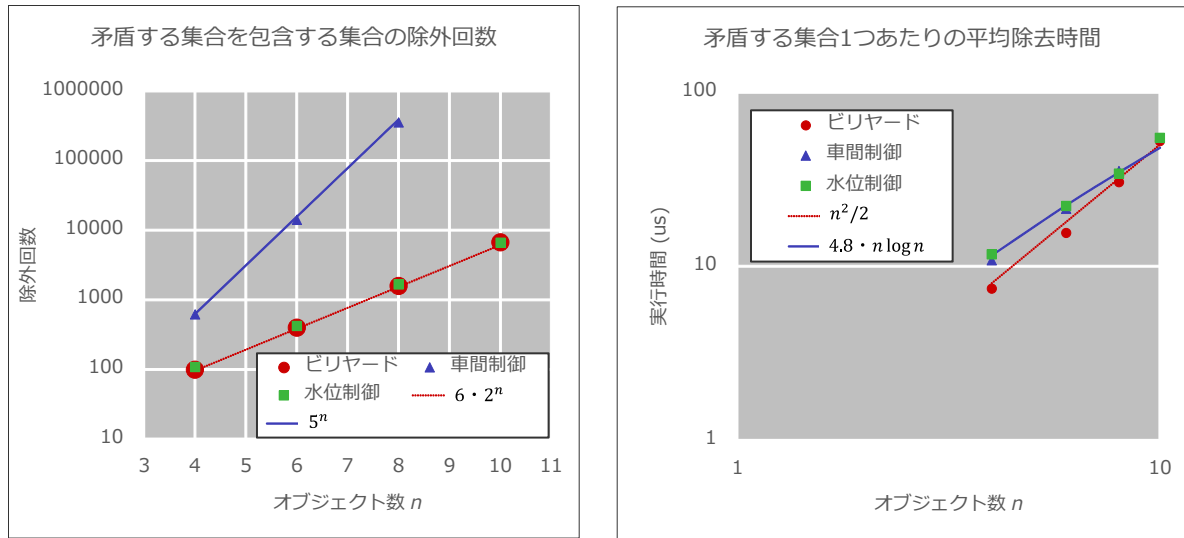 矛盾する集合を包含する集合の除外回数
1000000
100000
10000
1000
100
10
3 4 5 6 7 8 9 10 11
除外回数
オブジェクト数 n
ビリヤード
車間制御
水位制御
6・2ⁿ
5ⁿ
矛盾する集合1つあたりの平均除去時間
100
10
1
1 10
実行時間 (us)
オブジェクト数 n
ビリヤード
車間制御
水位制御
n²/2
4.8・n log n